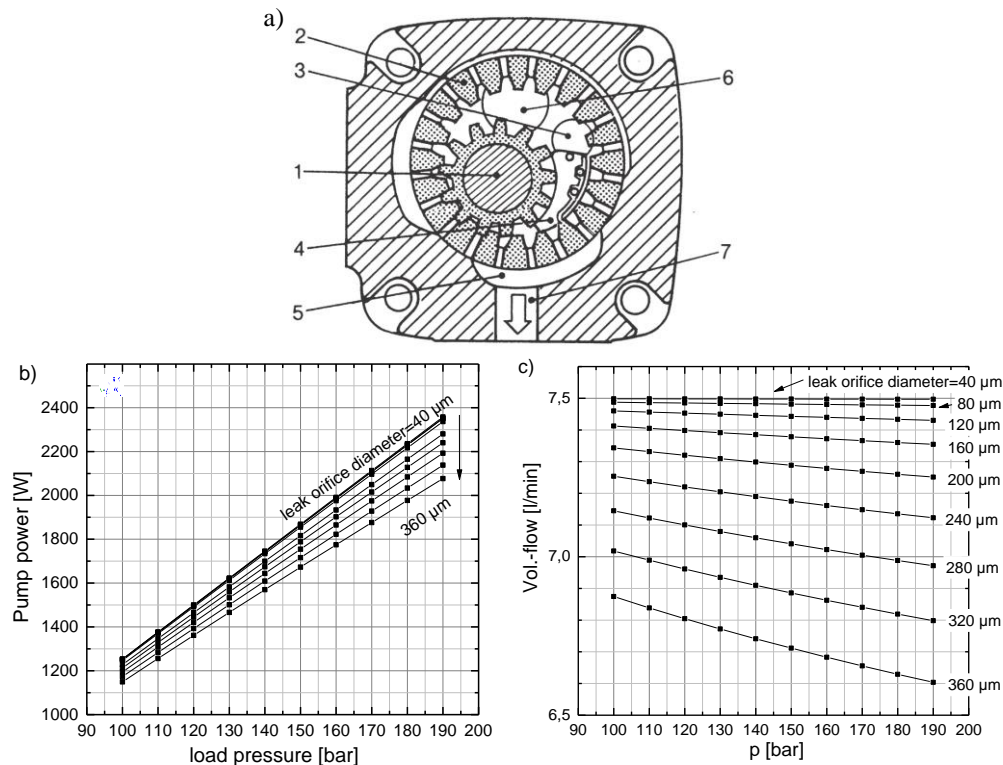 a)
2
3
6
1
4
7
5
b)
Pump power [W]
2400
2200
2000
1800
1600
1400
1200
1000
leak orifice diameter=40 µm
360 µm
100 110 120 130 140 150 160 170 180 190 200
load pressure [bar]
c)
leak orifice diameter=40 µm
Vol.-flow [l/min]
7,5
7,0
6,5
80 µm
120 µm
160 µm
200 µm
240 µm
280 µm
320 µm
360 µm
100 110 120 130 140 150 160 170 180 190 200
p [bar]